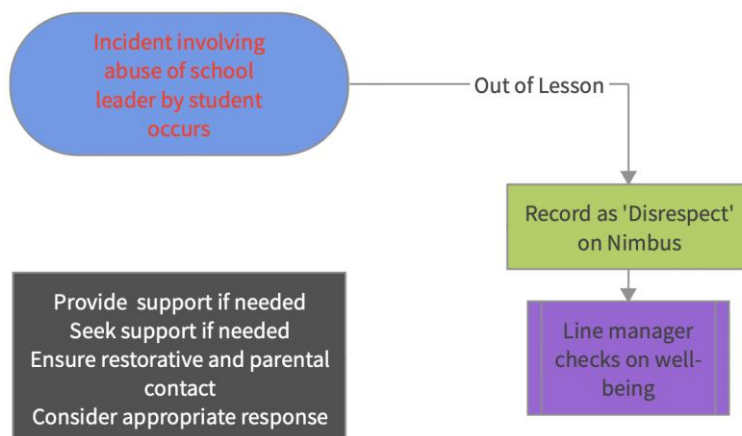 Incident involving
abuse of school
leader by student
occurs
Out of Lesson
Record as 'Disrespect'
on Nimbus
Line manager
checks on well-
being
Provide support if needed
Seek support if needed
Ensure restorative and parental
contact
Consider appropriate response